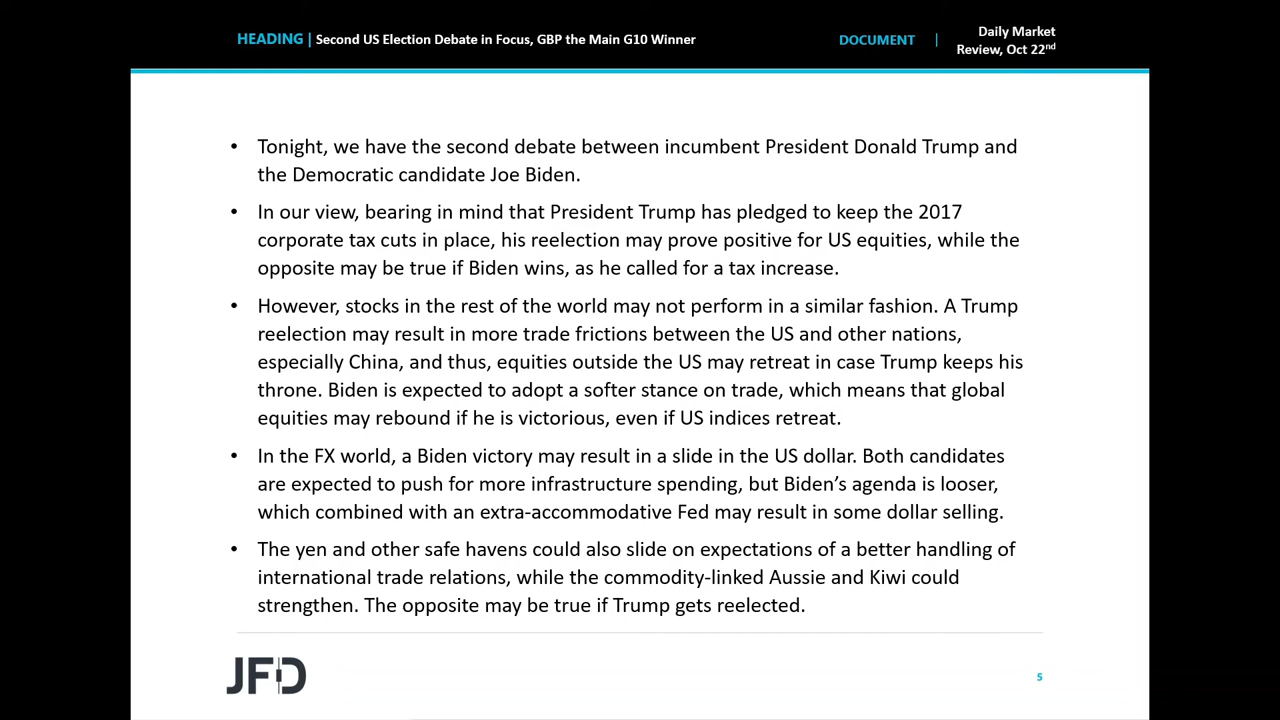 HEADING | Second US Election Debate in Focus, GBP the Main G10 Winner
DOCUMENT | Daily Market
Review, Oct 22nd
• Tonight, we have the second debate between incumbent President Donald Trump and
the Democratic candidate Joe Biden.
• In our view, bearing in mind that President Trump has pledged to keep the 2017
corporate tax cuts in place, his reelection may prove positive for US equities, while the
opposite may be true if Biden wins, as he called for a tax increase.
• However, stocks in the rest of the world may not perform in a similar fashion. A Trump
reelection may result in more trade frictions between the US and other nations,
especially China, and thus, equities outside the US may retreat in case Trump keeps his
throne. Biden is expected to adopt a softer stance on trade, which means that global
equities may rebound if he is victorious, even if US indices retreat.
• In the FX world, a Biden victory may result in a slide in the US dollar. Both candidates
are expected to push for more infrastructure spending, but Biden’s agenda is looser,
which combined with an extra-accommodative Fed may result in some dollar selling.
• The yen and other safe havens could also slide on expectations of a better handling of
international trade relations, while the commodity-linked Aussie and Kiwi could
strengthen. The opposite may be true if Trump gets reelected.
JFD
5